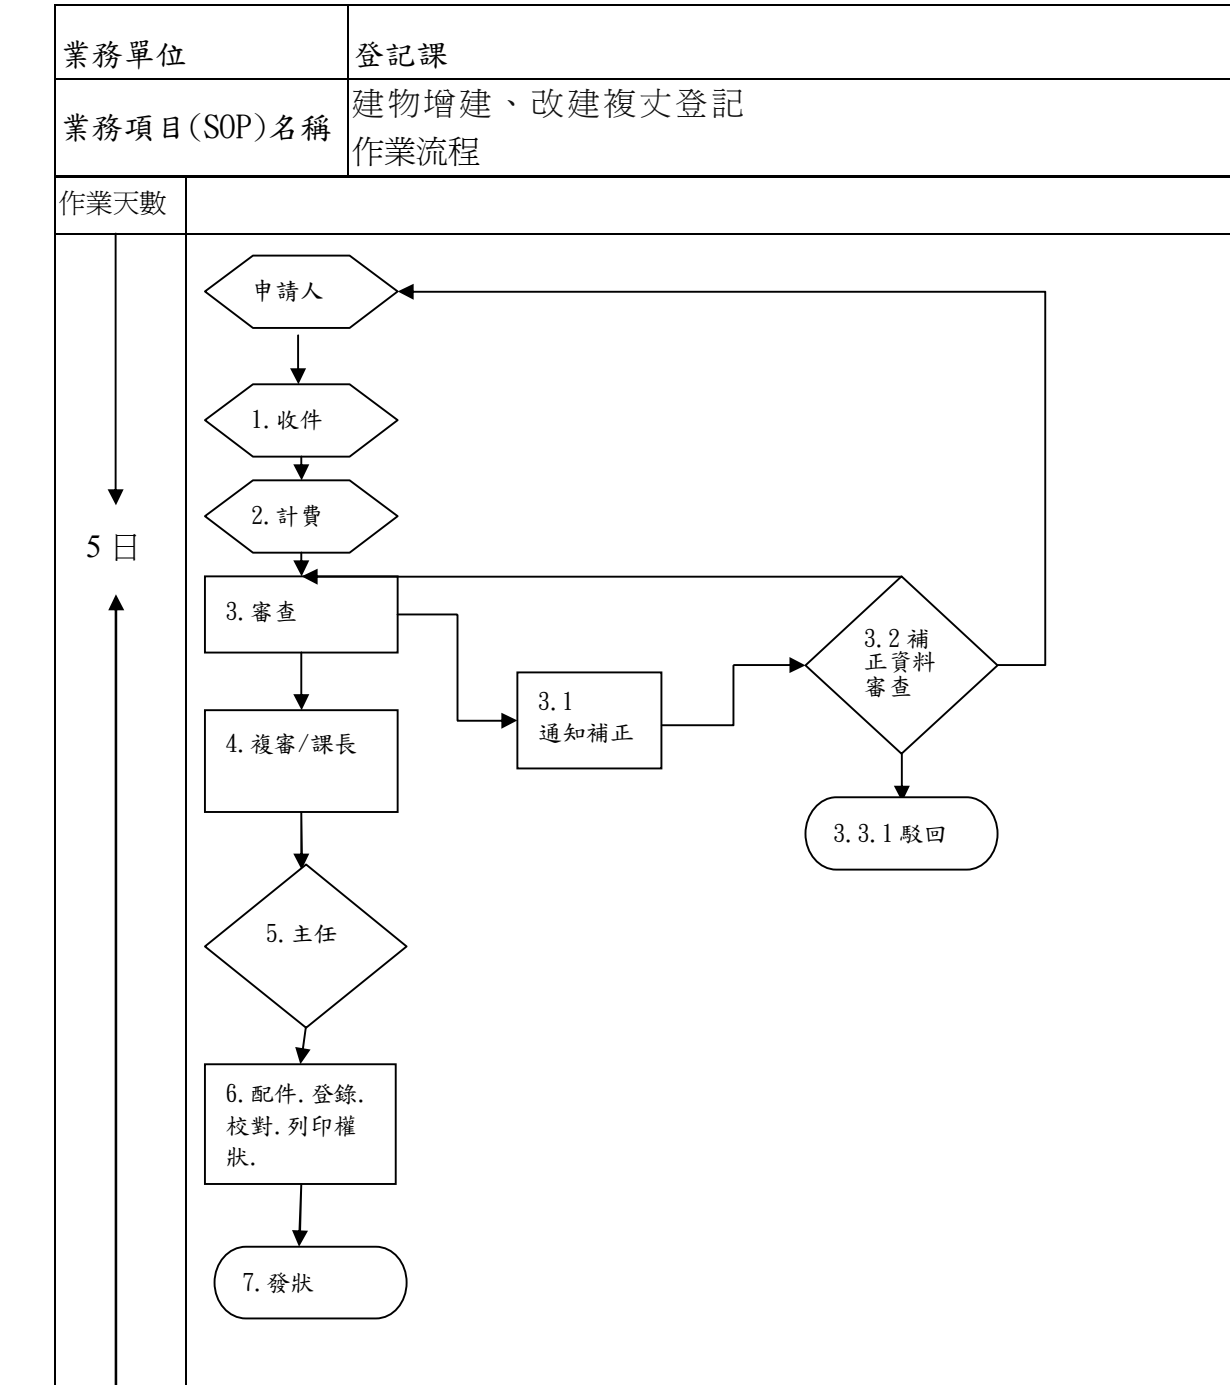 業務單位
登記課
業務項目(SOP)名稱
建物增建、改建複丈登記
作業流程
作業天數
申請人
1.收件
2.計費
5日
3.審查
3.2補
正資料
審查
3.1
通知補正
4.複審/課長
3.3.1駁回
5.主任
6.配件.登錄.
校對.列印權
狀.
7.發狀